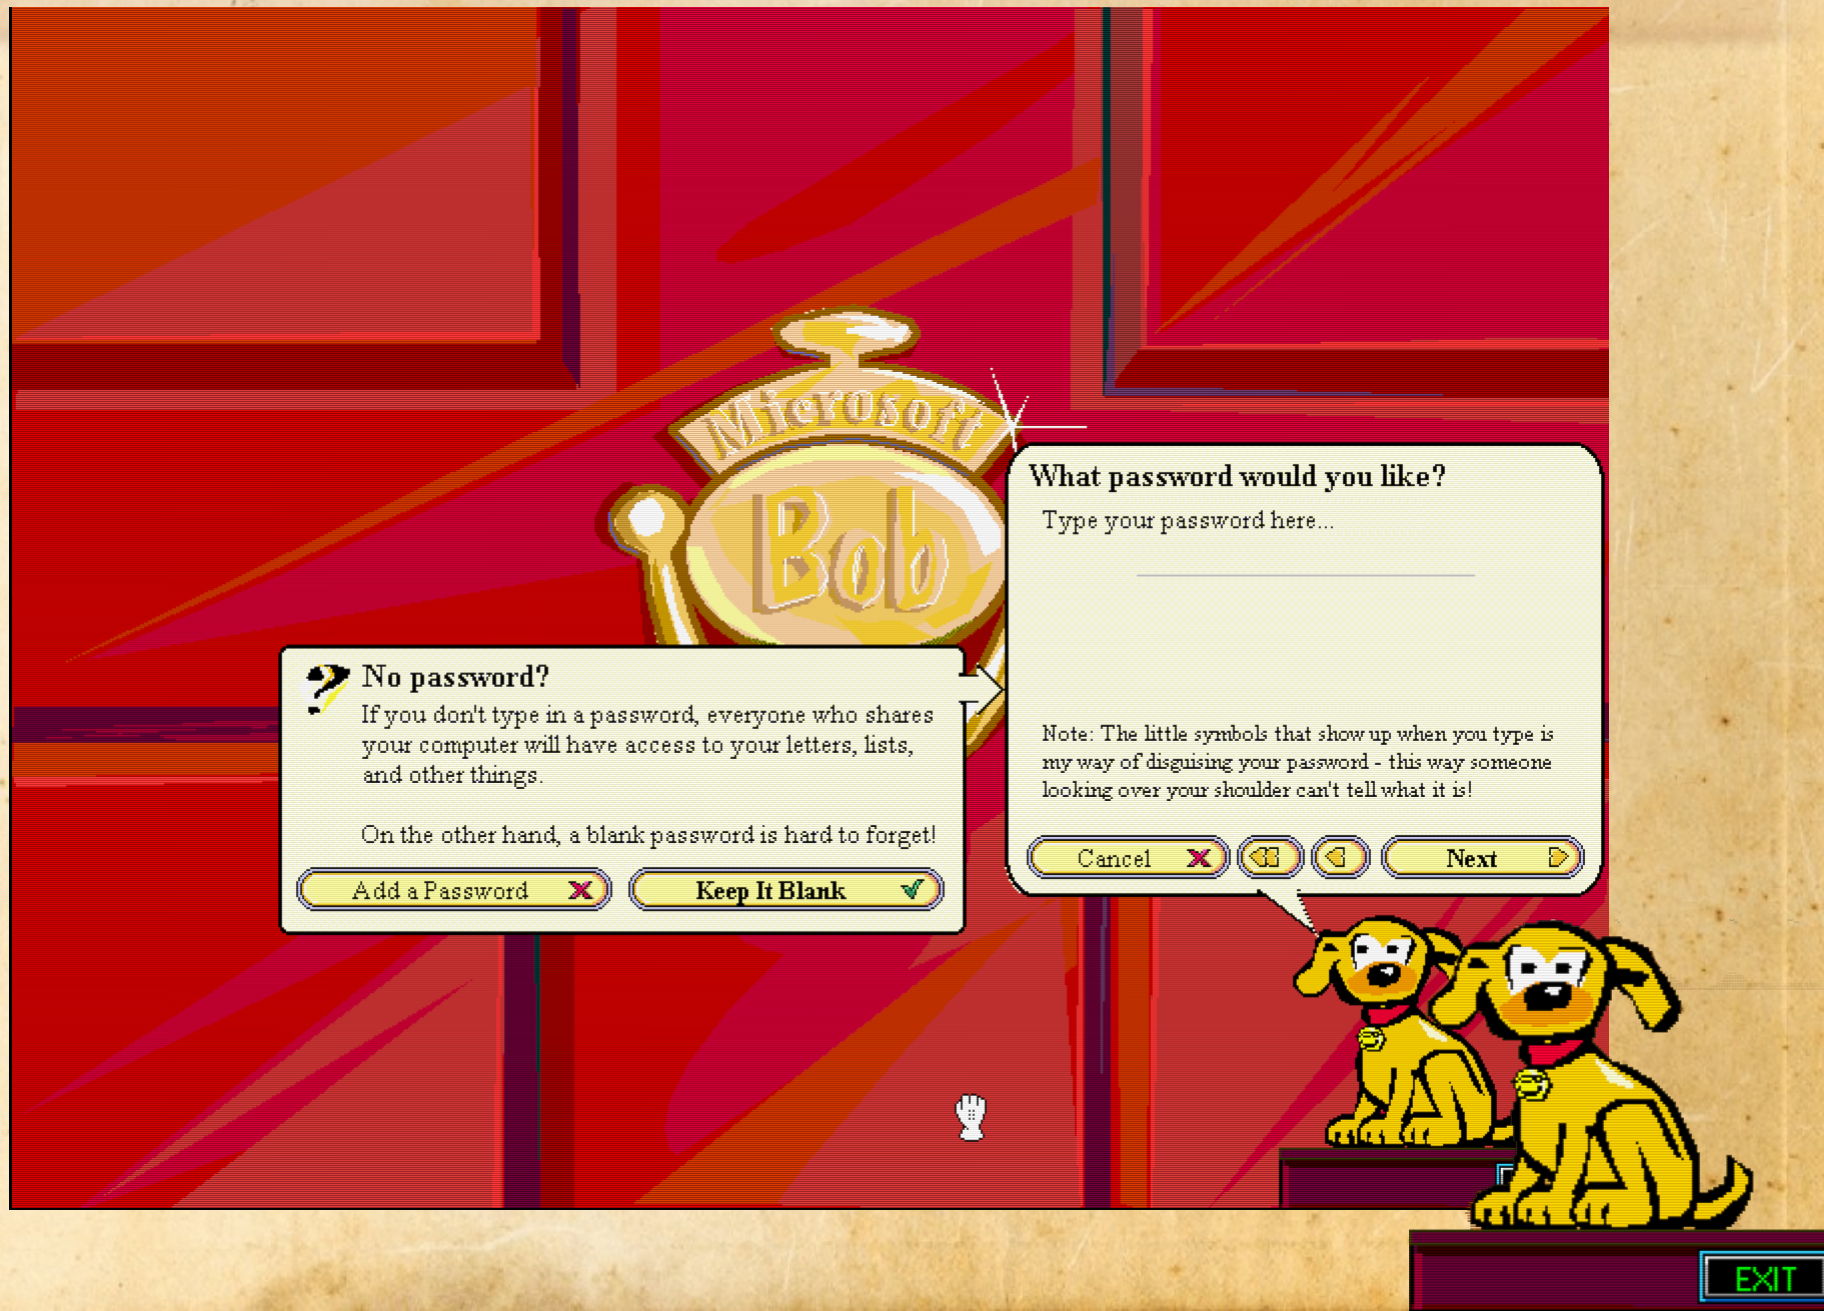 Microsoft
Bob
What password would you like?
Type your password here...
No password?
If you don't type in a password, everyone who shares
your computer will have access to your letters, lists,
and other things.
On the other hand, a blank password is hard to forget!
Add a Password
Keep It Blank
Note: The little symbols that show up when you type is
my way of disguising your password - this way someone
looking over your shoulder can't tell what it is!
Cancel
Next
EXIT